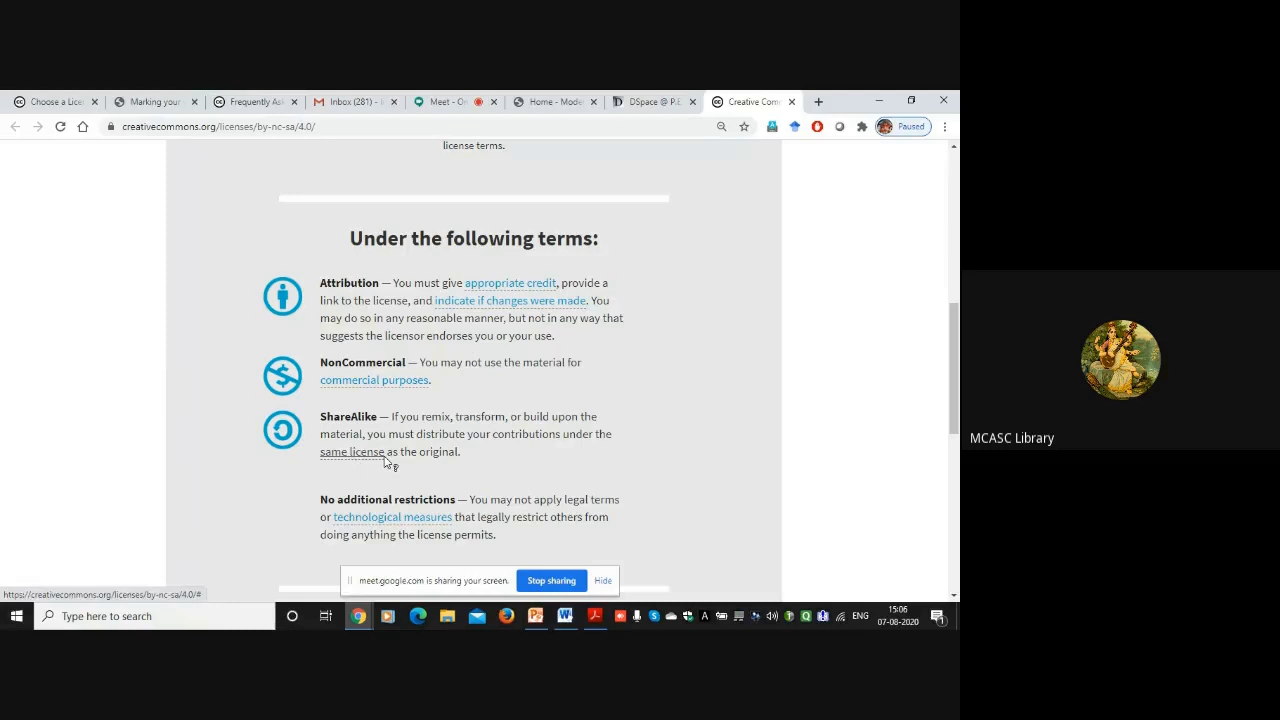 Choose a Lice
Marking your
Frequently As
Inbox (281) -
Meet - O
Home - Mode
DSpace @ P.E
Creative Com
creativecommons.org/licenses/by-nc-sa/4.0/
Paused
license terms.
Under the following terms:
Attribution — You must give appropriate credit, provide a
link to the license, and indicate if changes were made. You
may do so in any reasonable manner, but not in any way that
suggests the licensor endorses you or your use.
NonCommercial — You may not use the material for
commercial purposes.
ShareAlike — If you remix, transform, or build upon the
material, you must distribute your contributions under the
same license as the original.
No additional restrictions — You may not apply legal terms
or technological measures that legally restrict others from
doing anything the license permits.
meet.google.com is sharing your screen.
Stop sharing
Hide
https://creativecommons.org/licenses/by-nc-sa/4.0/#
Type here to search
ENG
15:06
07-08-2020
MCASC Library